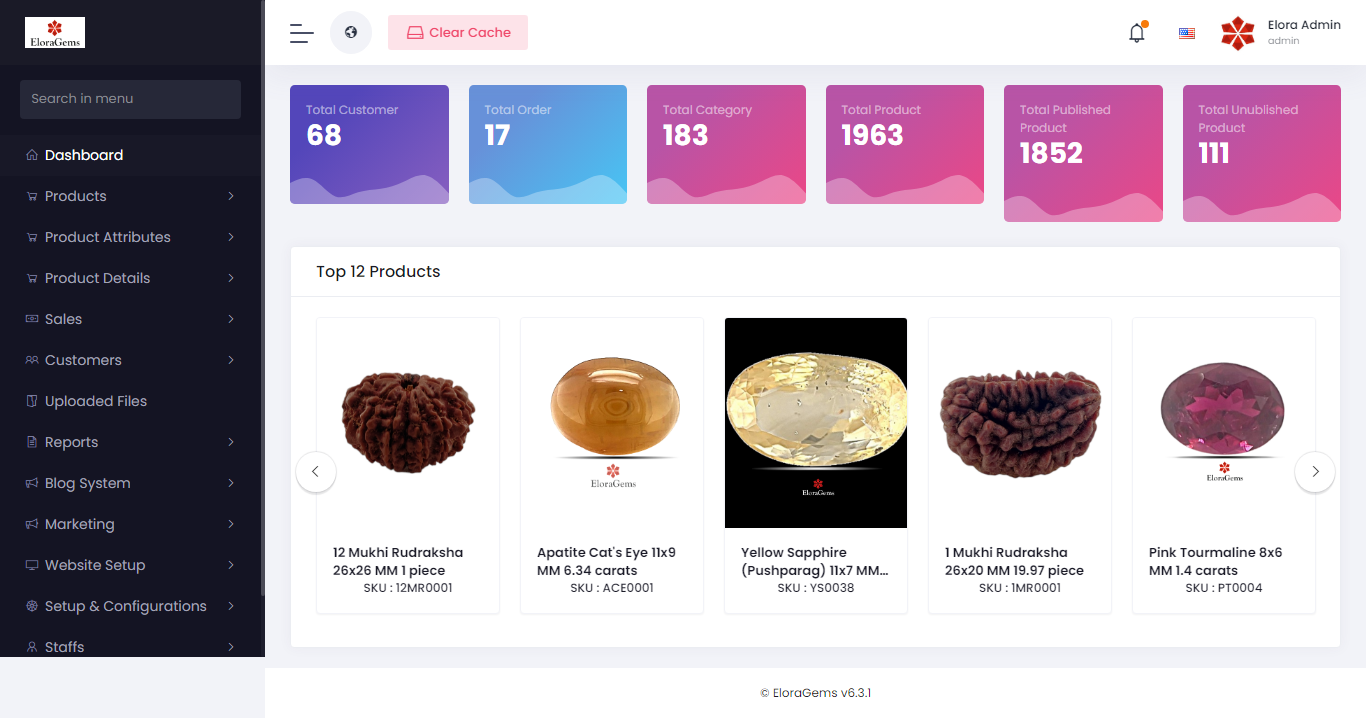 EloraGems
Clear Cache
Elora Admin
admin
Search in menu
Dashboard
Products
Product Attributes
Product Details
Sales
Customers
Uploaded Files
Reports
Blog System
Marketing
Website Setup
Setup & Configurations
Staffs
Total Customer
68
Total Order
17
Total Category
183
Total Product
1963
Total Published
Product
1852
Total Unublished
Product
111
Top 12 Products
12 Mukhi Rudraksha
26x26 MM 1 piece
SKU : 12MR0001
EloraGems
Apatite Cat's Eye 11x9
MM 6.34 carats
SKU : ACE0001
EloraGems
Yellow Sapphire
(Pushparag) 11x7 MM...
SKU : YS0038
1 Mukhi Rudraksha
26x20 MM 19.97 piece
SKU : 1MR0001
EloraGems
Pink Tourmaline 8x6
MM 1.4 carats
SKU : PT0004
© EloraGems v6.3.1